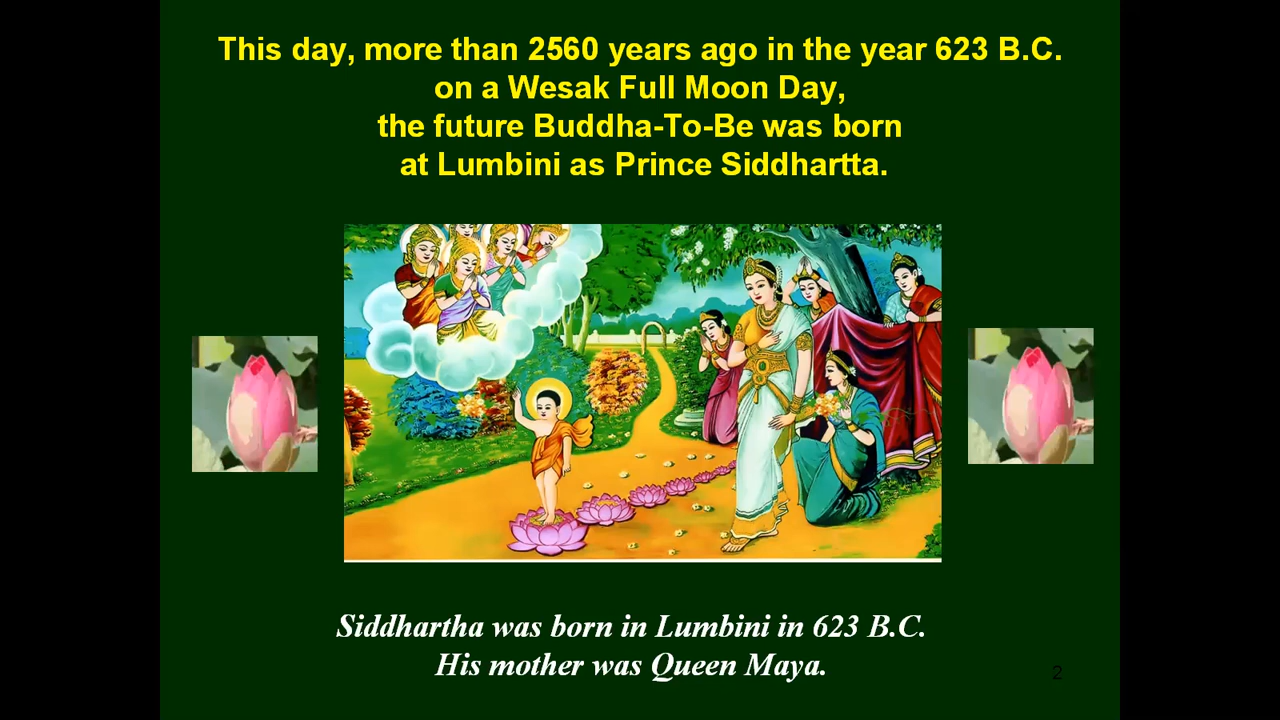 This day, more than 2560 years ago in the year 623 B.C.
on a Wesak Full Moon Day,
the future Buddha-To-Be was born
at Lumbini as Prince Siddhartta.
Siddhartha was born in Lumbini in 623 B.C.
His mother was Queen Maya.
2